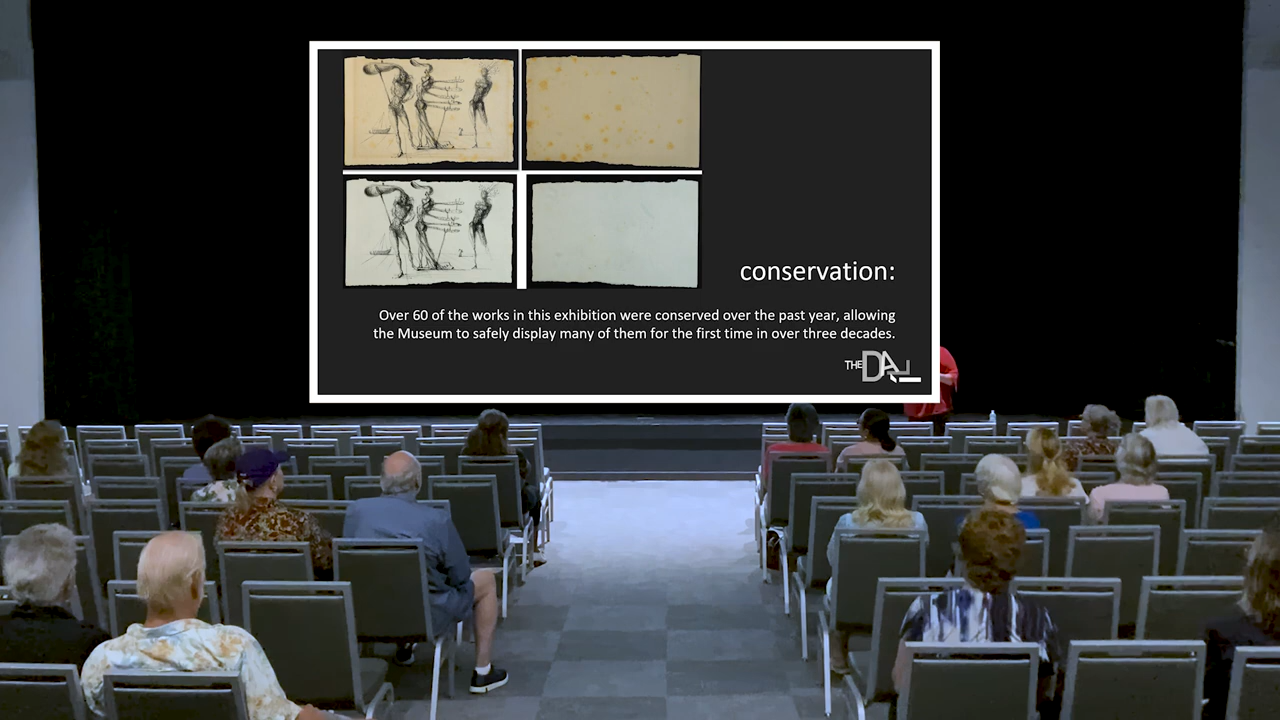 conservation:
Over 60 of the works in this exhibition were conserved over the past year, allowing
the Museum to safely display many of them for the first time in over three decades.
THE DALÍ